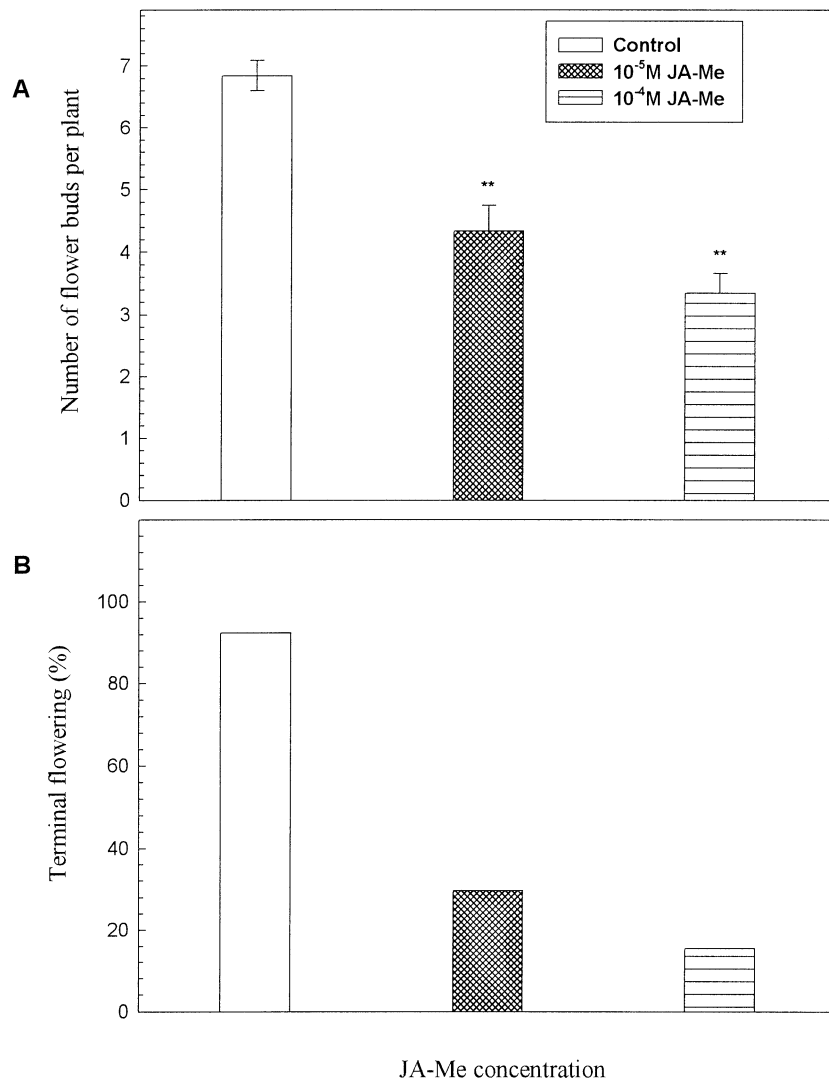 A
Number of flower buds per plant
7
6
5
4
3
2
1
0
Control
10⁻⁵M JA-Me
10⁻⁴M JA-Me
**
**
B
Terminal flowering (%)
100
80
60
40
20
0
JA-Me concentration